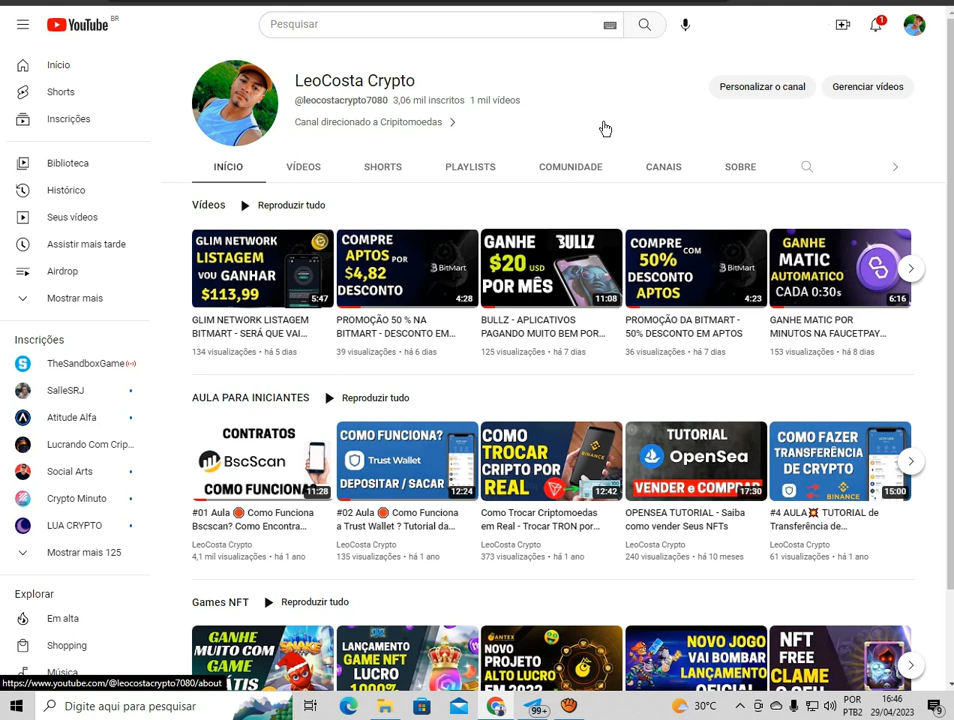 YouTube BR
Pesquisar
1
Início
Shorts
Inscrições
Biblioteca
Histórico
Seus vídeos
Assistir mais tarde
Airdrop
Mostrar mais
Inscrições
TheSandboxGame
SalleSRJ
Atitude Alfa
Lucrando Com Crip...
Social Arts
Crypto Minuto
LUA CRYPTO
Mostrar mais 125
Explorar
Em alta
Shopping
Música
LeoCosta Crypto
@leocostacrypto7080 3,06 mil inscritos 1 mil vídeos
Canal direcionado a Criptomoedas
Personalizar o canal
Gerenciar vídeos
INÍCIO VÍDEOS SHORTS PLAYLISTS COMUNIDADE CANAIS SOBRE
Vídeos Reproduzir tudo
GLIM NETWORK
LISTAGEM
VOU GANHAR
$113,99
5:47
GLIM NETWORK LISTAGEM
BITMART - SERÁ QUE VAI...
134 visualizações • há 5 dias
COMPRE
APTOS POR
$4,82
DESCONTO
BitMart
4:28
PROMOÇÃO 50 % NA
BITMART - DESCONTO EM...
39 visualizações • há 6 dias
GANHE BULLZ
$20 USD
POR MÊS
11:08
BULLZ - APLICATIVOS
PAGANDO MUITO BEM POR...
125 visualizações • há 7 dias
COMPRE COM
50%
DESCONTO
APTOS
BitMart
4:23
PROMOÇÃO DA BITMART -
50% DESCONTO EM APTOS
36 visualizações • há 7 dias
GANHE
MATIC
AUTOMATICO
CADA 0:30s
6:16
GANHE MATIC POR
MINUTOS NA FAUCETPAY...
153 visualizações • há 8 dias
AULA PARA INICIANTES Reproduzir tudo
CONTRATOS
BscScan
COMO FUNCIONA
11:28
#01 Aula 🔴 Como Funciona
Bscscan? Como Encontra...
LeoCosta Crypto
4,1 mil visualizações • há 1 ano
COMO FUNCIONA?
Trust Wallet
DEPOSITAR / SACAR
12:24
#02 Aula 🔴 Como Funciona
a Trust Wallet ? Tutorial da...
LeoCosta Crypto
135 visualizações • há 1 ano
COMO
TROCAR
CRIPTO POR
REAL
BINANCE
12:42
Como Trocar Criptomoedas
em Real - Trocar TRON por...
LeoCosta Crypto
373 visualizações • há 1 ano
TUTORIAL
OpenSea
VENDER e COMPRAR
17:30
OPENSEA TUTORIAL - Saiba
como vender Seus NFTs
LeoCosta Crypto
240 visualizações • há 10 meses
COMO FAZER
TRANSFERÊNCIA
DE CRYPTO
BINANCE
15:00
#4 AULA💥 TUTORIAL de
Transferência de...
LeoCosta Crypto
61 visualizações • há 1 ano
Games NFT Reproduzir tudo
GANHE
MUITO COM
GAME
GRÁTIS
LANÇAMENTO
GAME NFT
LUCRO
1000%
ANTEX
NOVO
PROJETO
ALTO LUCRO
EM 2022
NOVO JOGO
VAI BOMBAR
LANÇAMENTO
OFICIAL
NFT
FREE
CLAME
https://www.youtube.com/@leocostacrypto7080/about
Digite aqui para pesquisar
99+
30°C
POR
PTB2
16:46
29/04/2023
9